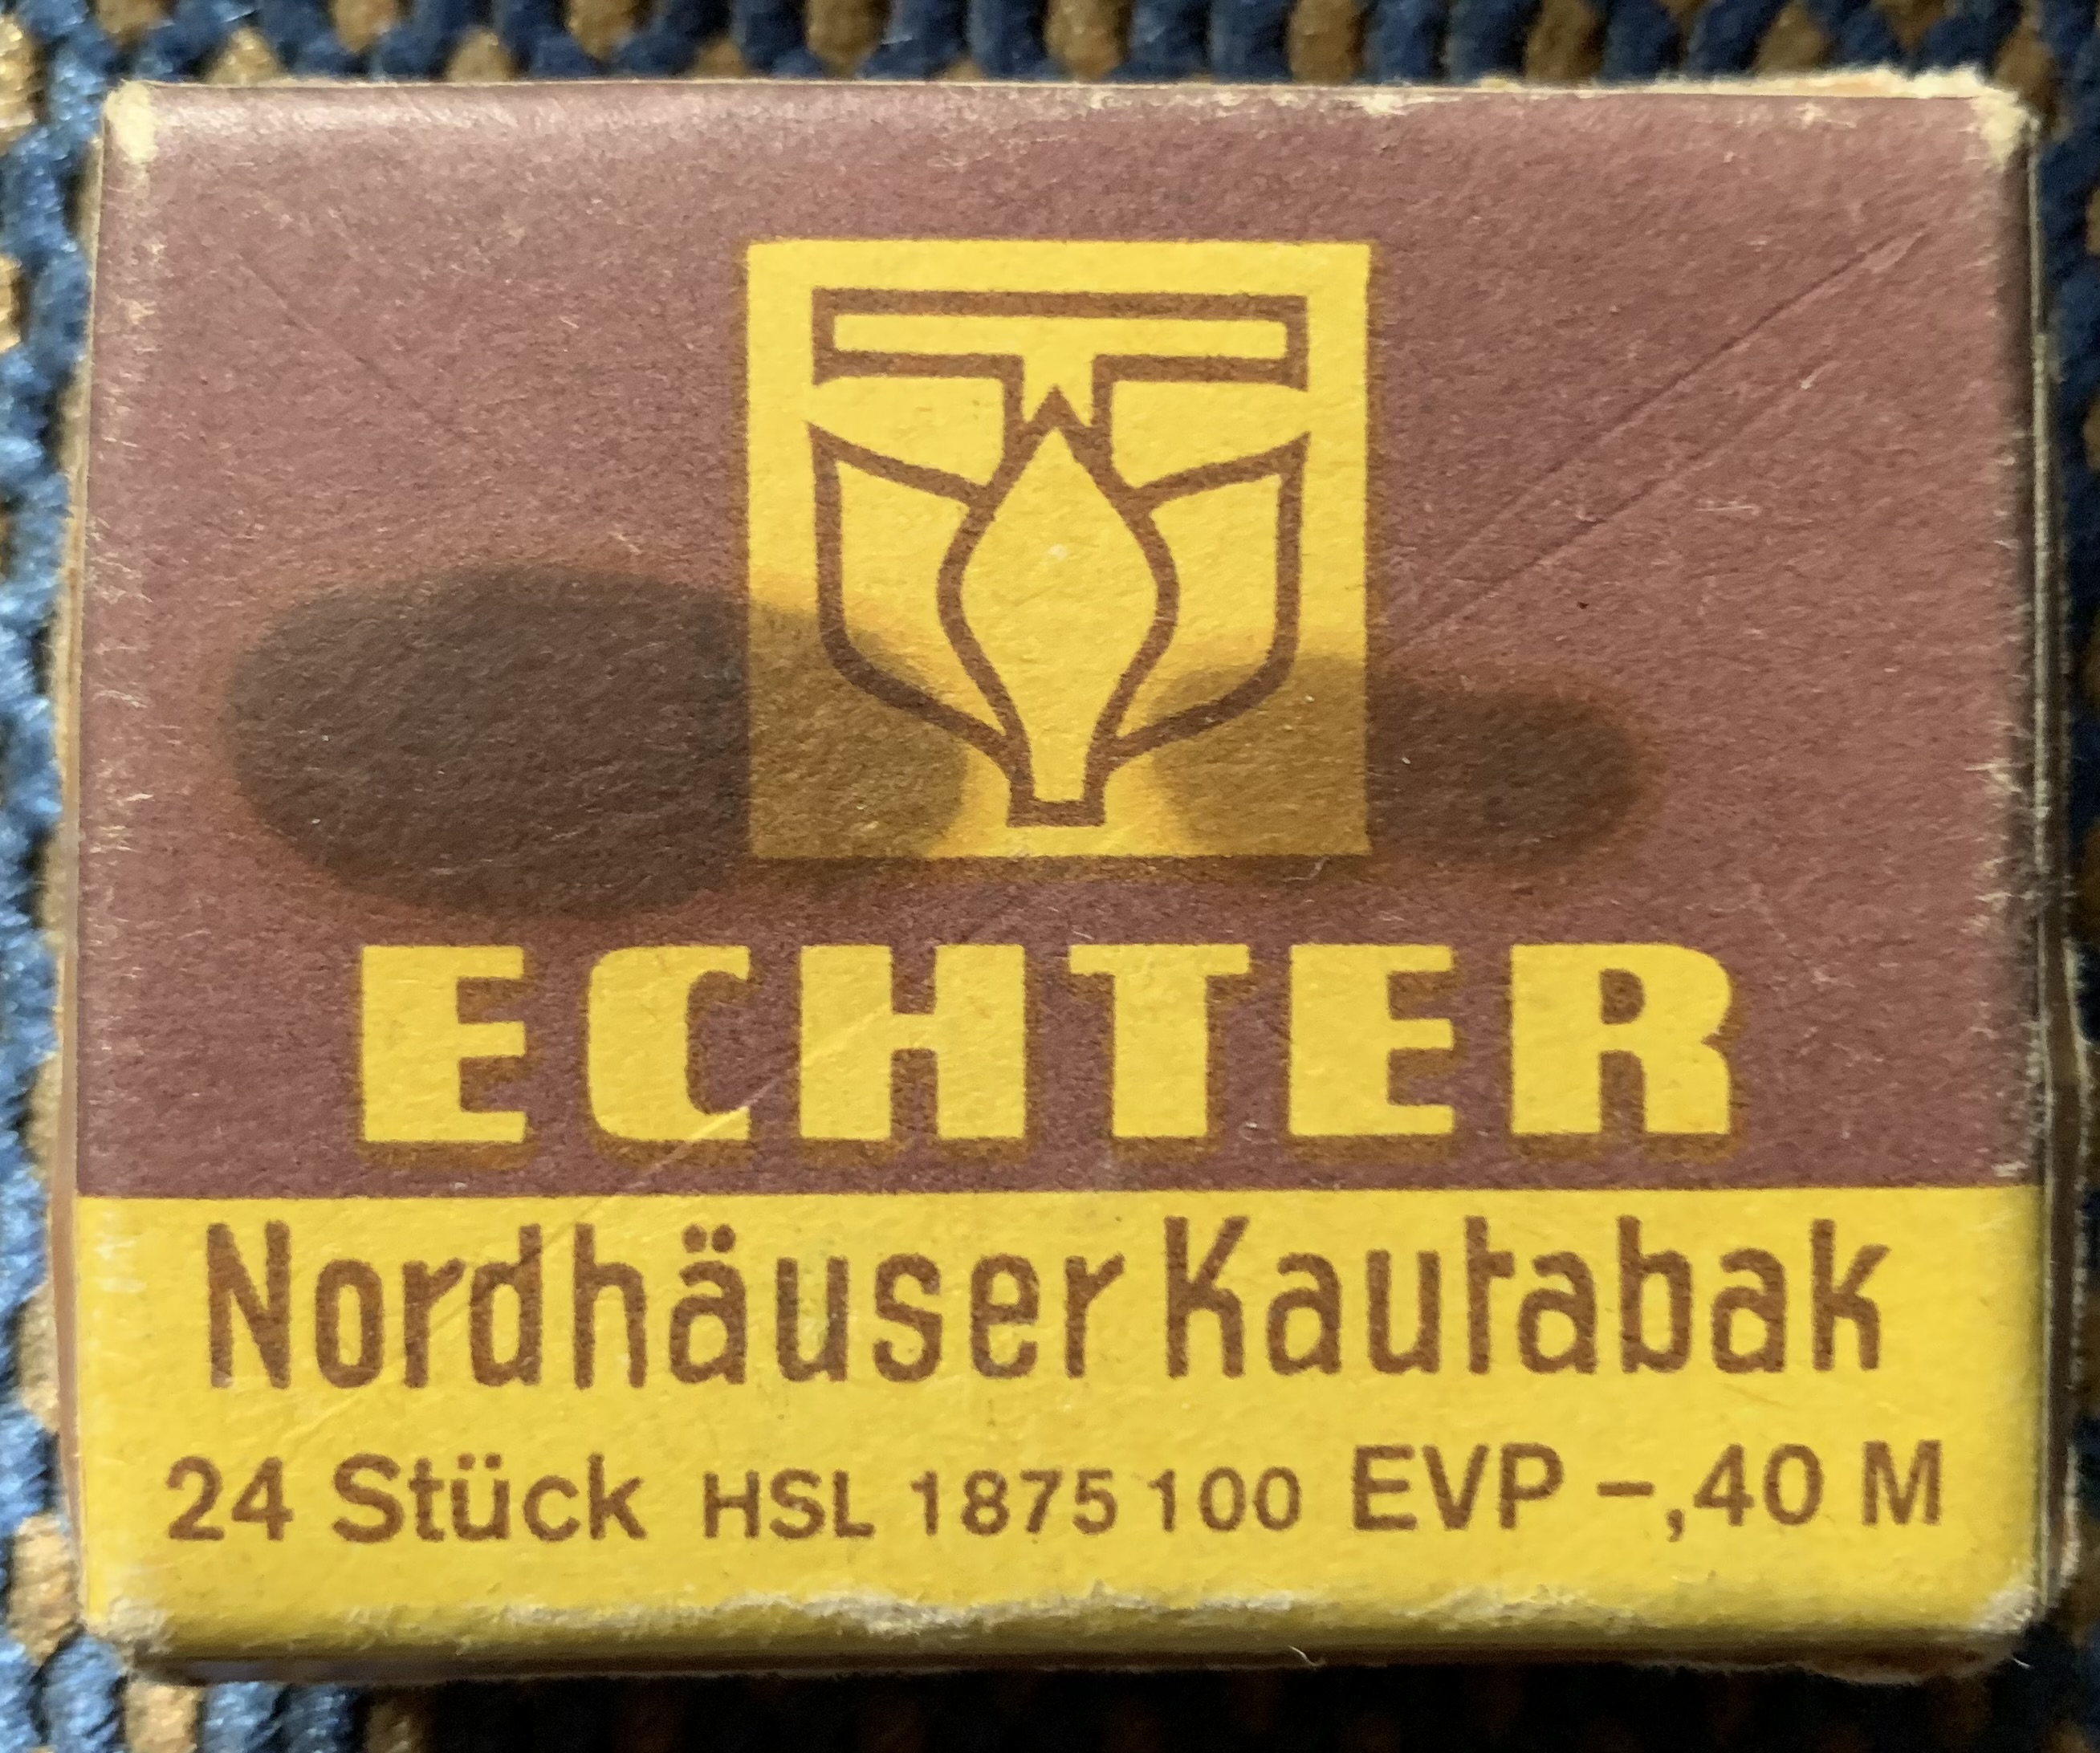 ECHTER
Nordhäuser Kautabak
24 Stück HSL 1875 100 EVP –,40 M